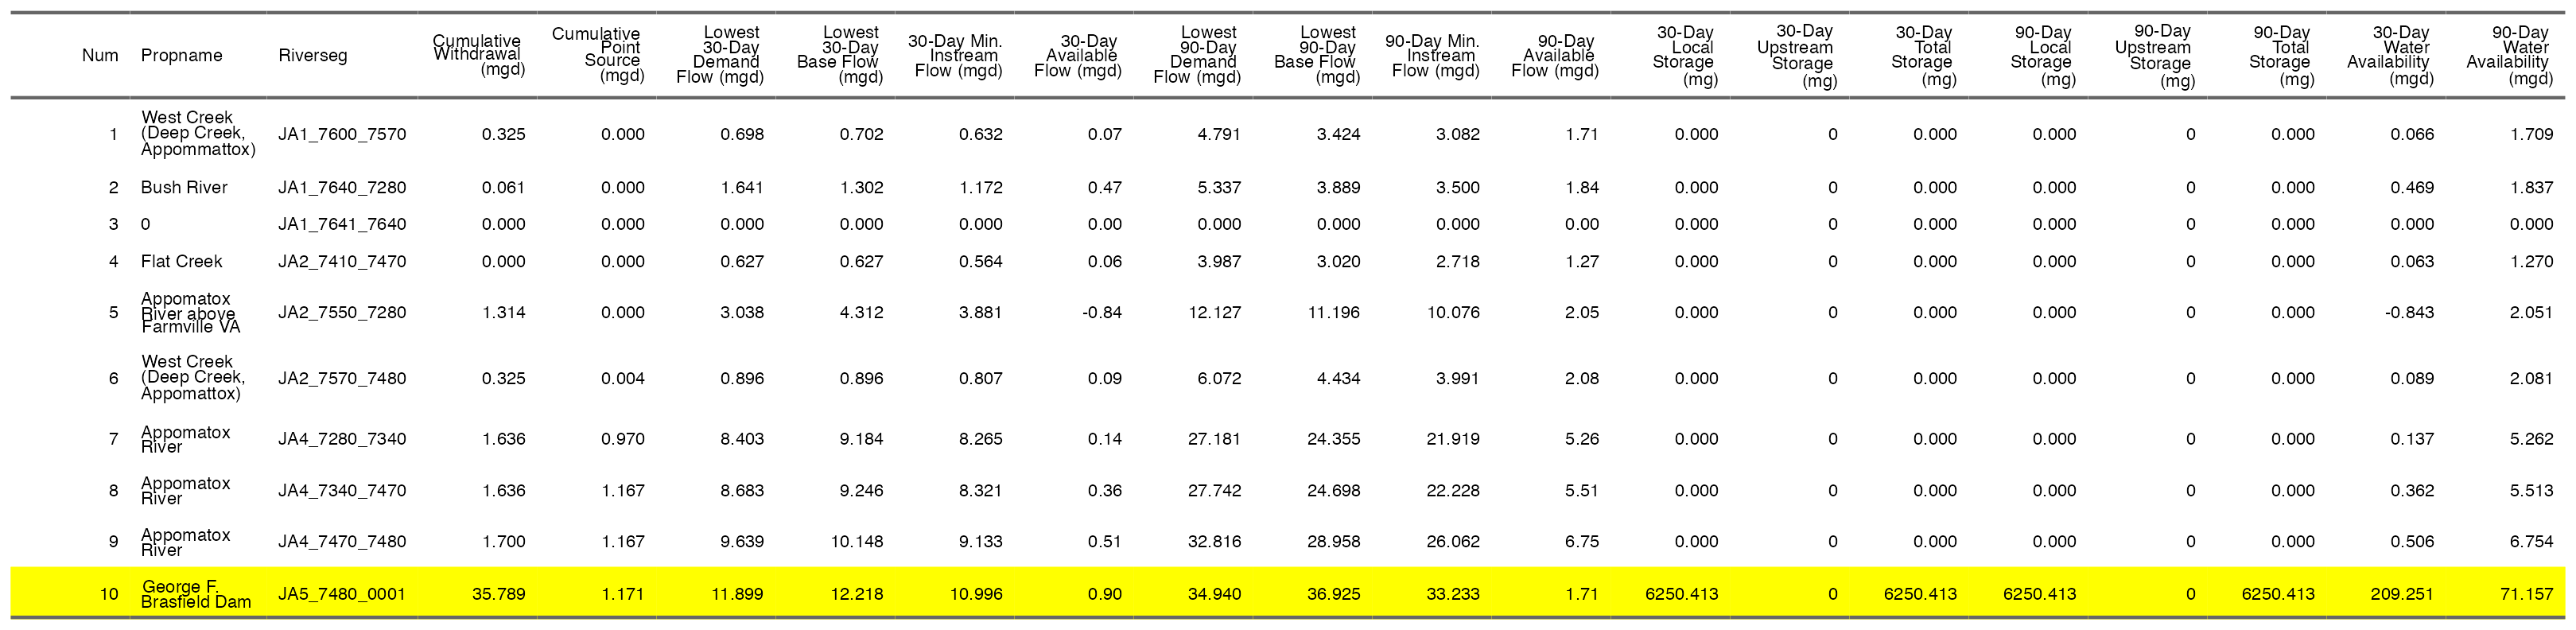 Num Propname Riverseg Cumulative Withdrawal (mgd) Cumulative Point Source (mgd) Lowest 30-Day Demand Flow (mgd) Lowest 30-Day Base Flow (mgd) 30-Day Min. Instream Flow (mgd) 30-Day Available Flow (mgd) Lowest 90-Day Demand Flow (mgd) Lowest 90-Day Base Flow (mgd) 90-Day Min. Instream Flow (mgd) 90-Day Available Flow (mgd) 30-Day Local Storage (mg) 30-Day Upstream Storage (mg) 30-Day Total Storage (mg) 90-Day Local Storage (mg) 90-Day Upstream Storage (mg) 90-Day Total Storage (mg) 30-Day Water Availability (mgd) 90-Day Water Availability (mgd)
1 West Creek (Deep Creek, Appommattox) JA1_7600_7570 0.325 0.000 0.698 0.702 0.632 0.07 4.791 3.424 3.082 1.71 0.000 0 0.000 0.000 0 0.000 0.066 1.709
2 Bush River JA1_7640_7280 0.061 0.000 1.641 1.302 1.172 0.47 5.337 3.889 3.500 1.84 0.000 0 0.000 0.000 0 0.000 0.469 1.837
3 0 JA1_7641_7640 0.000 0.000 0.000 0.000 0.000 0.00 0.000 0.000 0.000 0.00 0.000 0 0.000 0.000 0 0.000 0.000 0.000
4 Flat Creek JA2_7410_7470 0.000 0.000 0.627 0.627 0.564 0.06 3.987 3.020 2.718 1.27 0.000 0 0.000 0.000 0 0.000 0.063 1.270
5 Appomatox River above Farmville VA JA2_7550_7280 1.314 0.000 3.038 4.312 3.881 -0.84 12.127 11.196 10.076 2.05 0.000 0 0.000 0.000 0 0.000 -0.843 2.051
6 West Creek (Deep Creek, Appomattox) JA2_7570_7480 0.325 0.004 0.896 0.896 0.807 0.09 6.072 4.434 3.991 2.08 0.000 0 0.000 0.000 0 0.000 0.089 2.081
7 Appomatox River JA4_7280_7340 1.636 0.970 8.403 9.184 8.265 0.14 27.181 24.355 21.919 5.26 0.000 0 0.000 0.000 0 0.000 0.137 5.262
8 Appomatox River JA4_7340_7470 1.636 1.167 8.683 9.246 8.321 0.36 27.742 24.698 22.228 5.51 0.000 0 0.000 0.000 0 0.000 0.362 5.513
9 Appomatox River JA4_7470_7480 1.700 1.167 9.639 10.148 9.133 0.51 32.816 28.958 26.062 6.75 0.000 0 0.000 0.000 0 0.000 0.506 6.754
10 George F. Brasfield Dam JA5_7480_0001 35.789 1.171 11.899 12.218 10.996 0.90 34.940 36.925 33.233 1.71 6250.413 0 6250.413 6250.413 0 6250.413 209.251 71.157